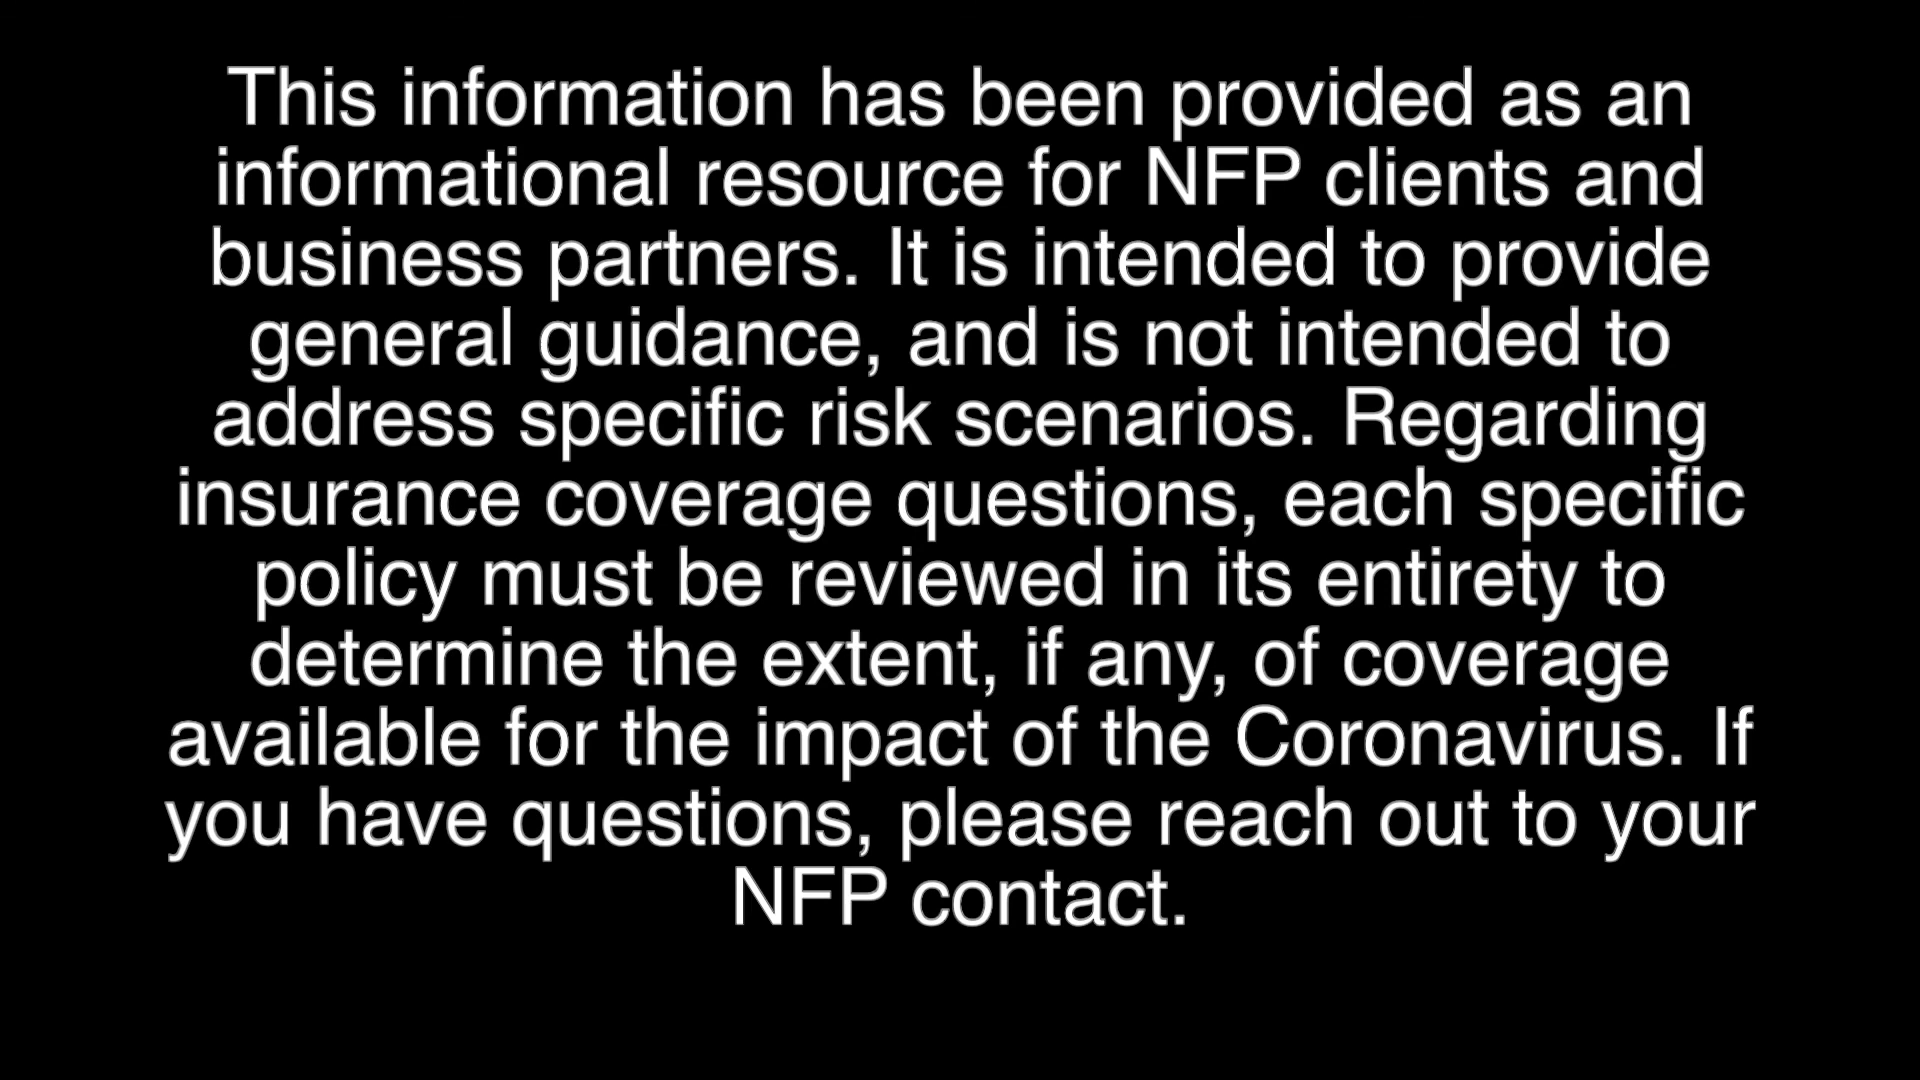 This information has been provided as an
informational resource for NFP clients and
business partners. It is intended to provide
general guidance, and is not intended to
address specific risk scenarios. Regarding
insurance coverage questions, each specific
policy must be reviewed in its entirety to
determine the extent, if any, of coverage
available for the impact of the Coronavirus. If
you have questions, please reach out to your
NFP contact.